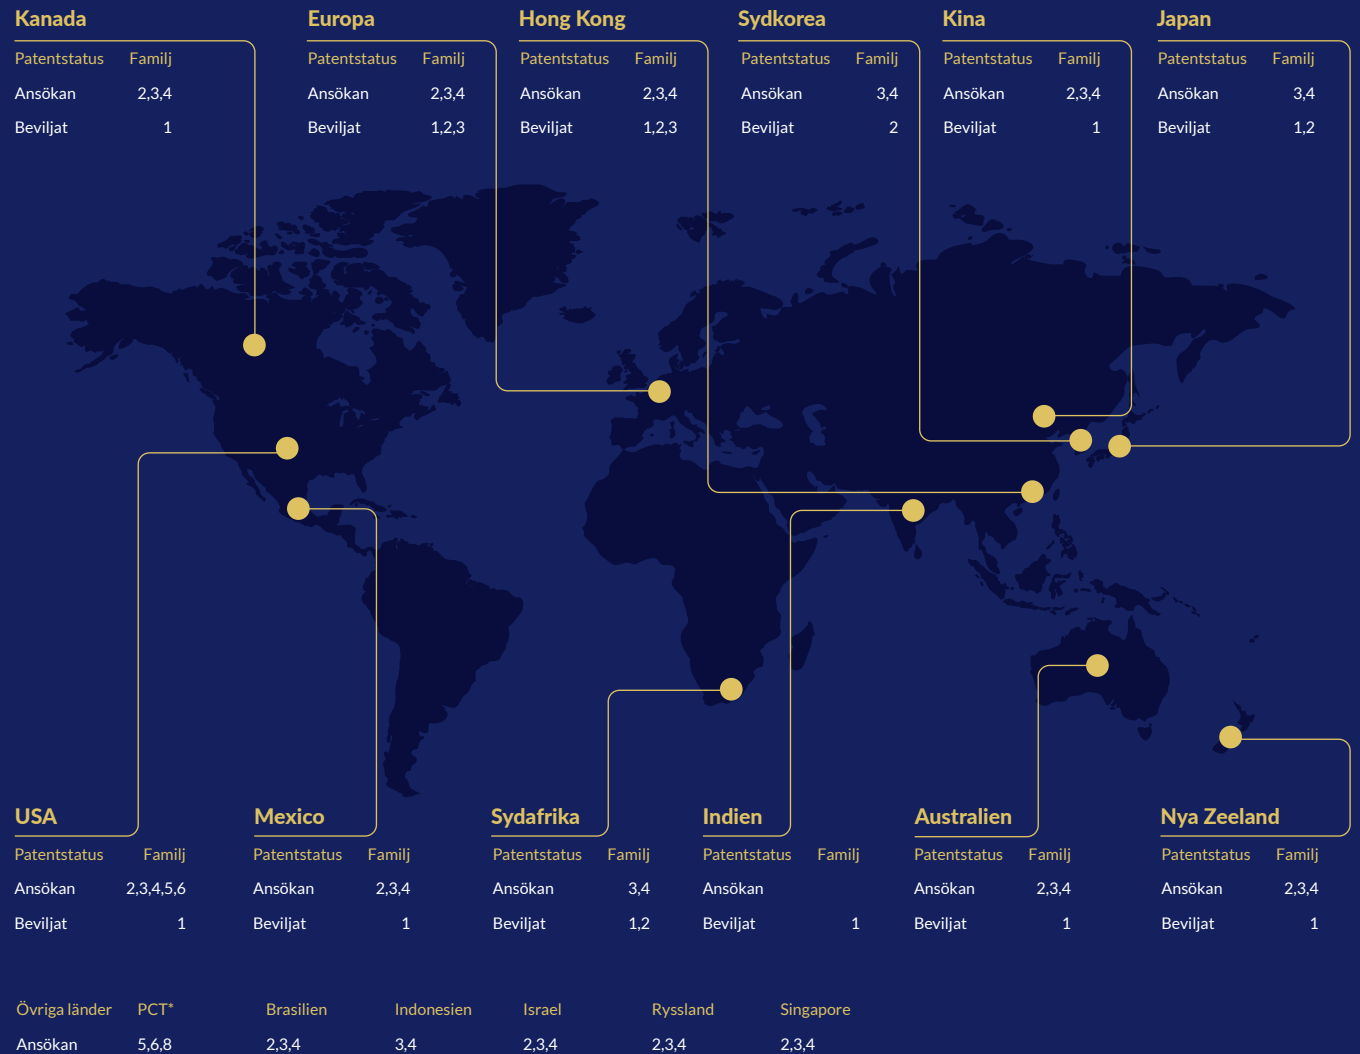 Kanada Europa Hong Kong Sydkorea Kina Japan
Patentstatus Familj Patentstatus Familj Patentstatus Familj Patentstatus Familj Patentstatus Familj Patentstatus Familj
Ansökan 2,3,4 Ansökan 2,3,4 Ansökan 2,3,4 Ansökan 3,4 Ansökan 2,3,4 Ansökan 3,4
Beviljat 1 Beviljat 1,2,3 Beviljat 1,2,3 Beviljat 2 Beviljat 1 Beviljat 1,2
USA Mexico Sydafrika Indien Australien Nya Zeeland
Patentstatus Familj Patentstatus Familj Patentstatus Familj Patentstatus Familj Patentstatus Familj Patentstatus Familj
Ansökan 2,3,4,5,6 Ansökan 2,3,4 Ansökan 3,4 Ansökan Ansökan 2,3,4 Ansökan 2,3,4
Beviljat 1 Beviljat 1 Beviljat 1,2 Beviljat 1 Beviljat 1 Beviljat 1
Övriga länder PCT* Brasilien Indonesien Israel Ryssland Singapore
Ansökan 5,6,8 2,3,4 3,4 2,3,4 2,3,4 2,3,4